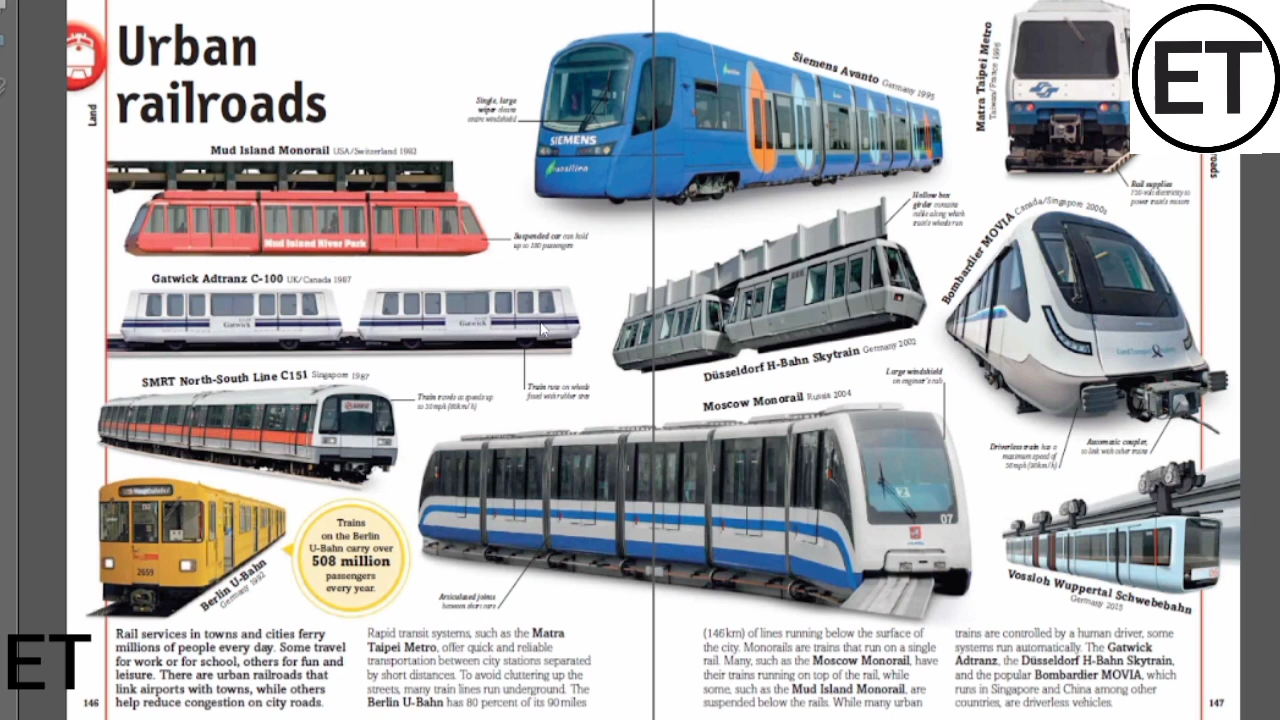 Urban
railroads
Land
Mud Island Monorail USA/Switzerland 1982
Mud Island River Park
Suspended car can hold
up to 180 passengers
Gatwick Adtranz C-100 UK/Canada 1987
Gatwick
Gatwick
Train runs on wheels
fitted with rubber tires
SMRT North-South Line C151 Singapore 1987
Train travels at speeds up
to 50 mph (80km/h)
2659
Berlin U-Bahn
Germany 1992
Trains
on the Berlin
U-Bahn carry over
508 million
passengers
every year.
Single, large
wiper cleans
entire windshield
SIEMENS
Transilien
Siemens Avanto Germany 1995
Matra Taipei Metro
Taiwan/France 1996
ET
roads
Rail supplies
750-volt electricity to
power train's motors
Hollow box
girder contains
cable along which
train's wheels run
Düsseldorf H-Bahn Skytrain Germany 2002
Bombardier MOVIA Canada/Singapore 2000s
Driverless train has a
maximum speed of
56 mph (90km/h)
Automatic coupler,
to link with other trains
Moscow Monorail Russia 2004
Large windshield
on engineer's cab
07
Articulated joints
between short cars
Vossloh Wuppertal Schwebebahn
Germany 2015
Rail services in towns and cities ferry
millions of people every day. Some travel
for work or for school, others for fun and
leisure. There are urban railroads that
link airports with towns, while others
help reduce congestion on city roads.
Rapid transit systems, such as the Matra
Taipei Metro, offer quick and reliable
transportation between city stations separated
by short distances. To avoid cluttering up the
streets, many train lines run underground. The
Berlin U-Bahn has 80 percent of its 90 miles
(146km) of lines running below the surface of
the city. Monorails are trains that run on a single
rail. Many, such as the Moscow Monorail, have
their trains running on top of the rail, while
some, such as the Mud Island Monorail, are
suspended below the rails. While many urban
trains are controlled by a human driver, some
systems run automatically. The Gatwick
Adtranz, the Düsseldorf H-Bahn Skytrain,
and the popular Bombardier MOVIA, which
runs in Singapore and China among other
countries, are driverless vehicles.
ET
146
147